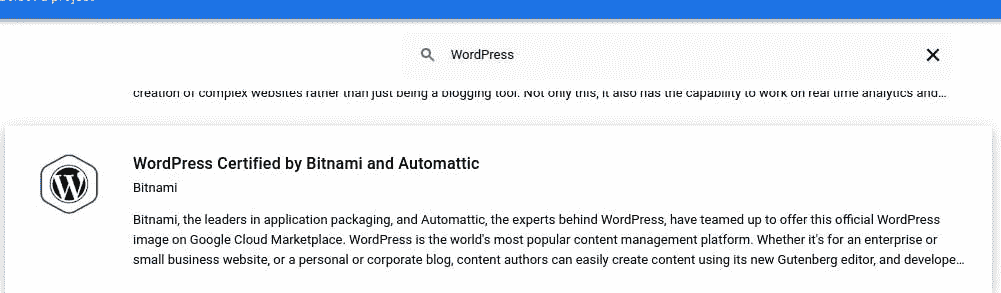 WordPress
creation of complex websites rather than just being a blogging tool. Not only this, it also has the capability to work on real time analytics and...
WordPress Certified by Bitnami and Automattic
Bitnami
Bitnami, the leaders in application packaging, and Automattic, the experts behind WordPress, have teamed up to offer this official WordPress
image on Google Cloud Marketplace. WordPress is the world's most popular content management platform. Whether it's for an enterprise or
small business website, or a personal or corporate blog, content authors can easily create content using its new Gutenberg editor, and develope...